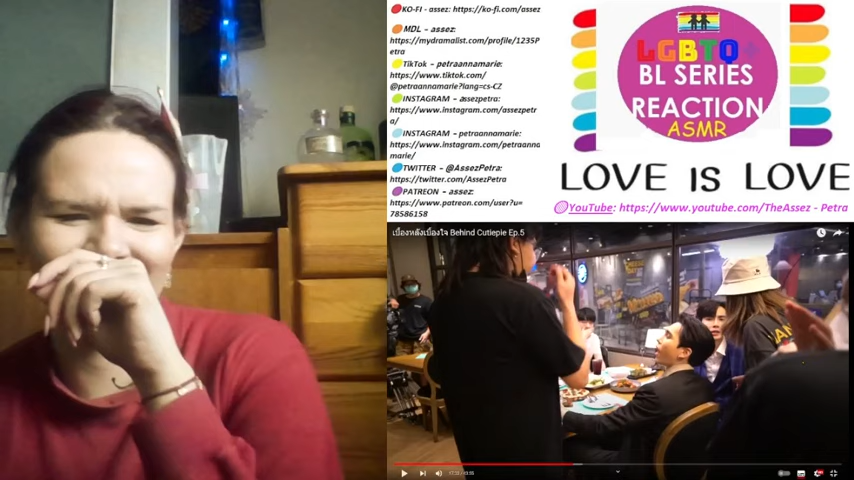 KO-FI - assez: https://ko-fi.com/assez
MDL - assez:
https://mydramalist.com/profile/1235P
etra
TikTok - petraannamarie:
https://www.tiktok.com/
@petraannamarie?lang=cs-CZ
INSTAGRAM - assezpetra:
https://www.instagram.com/assezpetr
a/
INSTAGRAM - petraannamarie:
https://www.instagram.com/petraanna
marie/
TWITTER - @AssezPetra:
https://twitter.com/AssezPetra
PATREON - assez:
https://www.patreon.com/user?u=
78586158
LGBTQ+
BL SERIES
REACTION
ASMR
LOVE IS LOVE
YouTube: https://www.youtube.com/TheAssez - Petra
เบื้องหลังเบื้องใจ Behind Cutiepie Ep.5